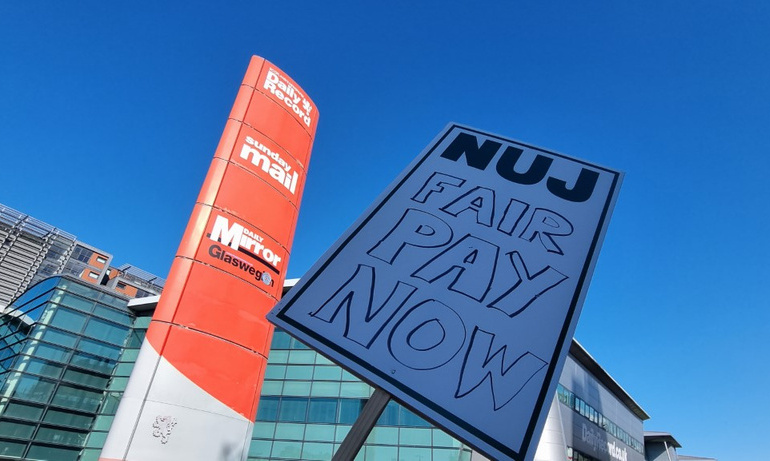 Daily
Record
sunday
mail
DAILY
Mirror
Glaswegian
NUJ
FAIR
PAY
NOW